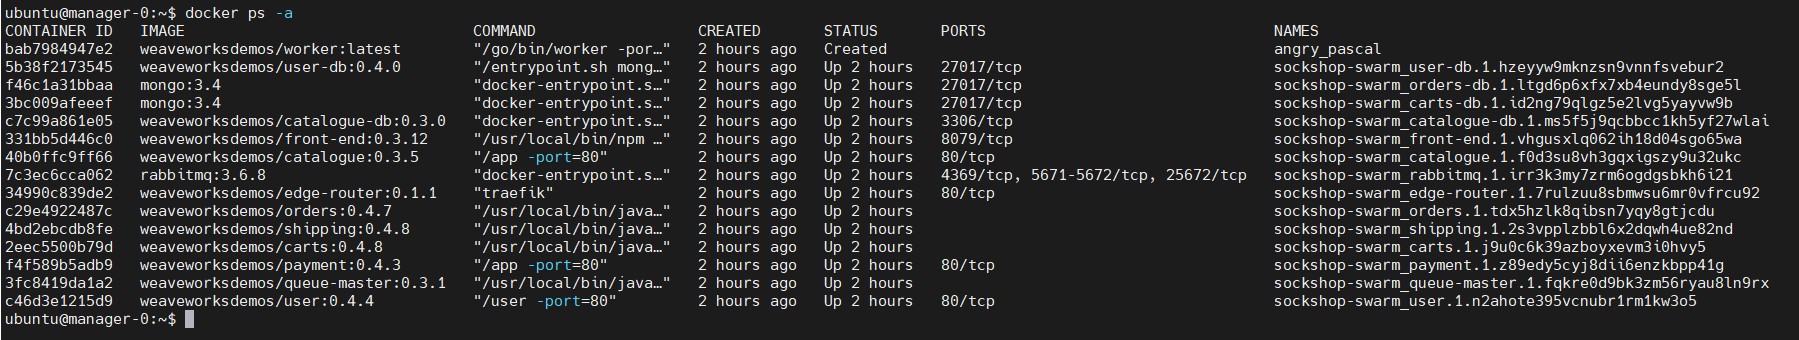 ubuntu@manager-0:~$ docker ps -a
CONTAINER ID   IMAGE                                COMMAND                  CREATED       STATUS       PORTS                                NAMES
bab7984947e2   weaveworksdemos/worker:latest        "/go/bin/worker -por…"   2 hours ago   Created                                           angry_pascal
5b38f2173545   weaveworksdemos/user-db:0.4.0        "/entrypoint.sh mong…"   2 hours ago   Up 2 hours   27017/tcp                            sockshop-swarm_user-db.1.hzeyyw9mknzsn9vnnfsvebur2
f46c1a31bbaa   mongo:3.4                            "docker-entrypoint.s…"   2 hours ago   Up 2 hours   27017/tcp                            sockshop-swarm_orders-db.1.ltgd6p6xfx7xb4eundy8sge5l
3bc009afeeef   mongo:3.4                            "docker-entrypoint.s…"   2 hours ago   Up 2 hours   27017/tcp                            sockshop-swarm_carts-db.1.id2ng79qlgz5e2lvg5yayvw9b
c7c99a861e05   weaveworksdemos/catalogue-db:0.3.0   "docker-entrypoint.s…"   2 hours ago   Up 2 hours   3306/tcp                             sockshop-swarm_catalogue-db.1.ms5f5j9qcbbcc1kh5yf27wlai
331bb5d446c0   weaveworksdemos/front-end:0.3.12     "/usr/local/bin/npm …"   2 hours ago   Up 2 hours   8079/tcp                             sockshop-swarm_front-end.1.vhgusxlq062ih18d04sgo65wa
40b0ffc9ff66   weaveworksdemos/catalogue:0.3.5      "/app -port=80"          2 hours ago   Up 2 hours   80/tcp                               sockshop-swarm_catalogue.1.f0d3su8vh3gqxigszy9u32ukc
7c3ec6cca062   rabbitmq:3.6.8                       "docker-entrypoint.s…"   2 hours ago   Up 2 hours   4369/tcp, 5671-5672/tcp, 25672/tcp   sockshop-swarm_rabbitmq.1.irr3k3my7zrm6ogdgsbkh6i21
34990c839de2   weaveworksdemos/edge-router:0.1.1    "traefik"                2 hours ago   Up 2 hours   80/tcp                               sockshop-swarm_edge-router.1.7rulzuu8sbmwsu6mr0vfrcu92
c29e4922487c   weaveworksdemos/orders:0.4.7         "/usr/local/bin/java…"   2 hours ago   Up 2 hours                                        sockshop-swarm_orders.1.tdx5hzlk8qibsn7yqy8gtjcdu
4bd2ebcdb8fe   weaveworksdemos/shipping:0.4.8       "/usr/local/bin/java…"   2 hours ago   Up 2 hours                                        sockshop-swarm_shipping.1.2s3vpplzbbl6x2dqwh4ue82nd
2eec5500b79d   weaveworksdemos/carts:0.4.8          "/usr/local/bin/java…"   2 hours ago   Up 2 hours                                        sockshop-swarm_carts.1.j9u0c6k39azboyxevm3i0hvy5
f4f589b5adb9   weaveworksdemos/payment:0.4.3        "/app -port=80"          2 hours ago   Up 2 hours   80/tcp                               sockshop-swarm_payment.1.z89edy5cyj8dii6enzkbpp41g
3fc8419da1a2   weaveworksdemos/queue-master:0.3.1   "/usr/local/bin/java…"   2 hours ago   Up 2 hours                                        sockshop-swarm_queue-master.1.fqkre0d9bk3zm56ryau8ln9rx
c46d3e1215d9   weaveworksdemos/user:0.4.4           "/user -port=80"         2 hours ago   Up 2 hours   80/tcp                               sockshop-swarm_user.1.n2ahote395vcnubr1rm1kw3o5
ubuntu@manager-0:~$